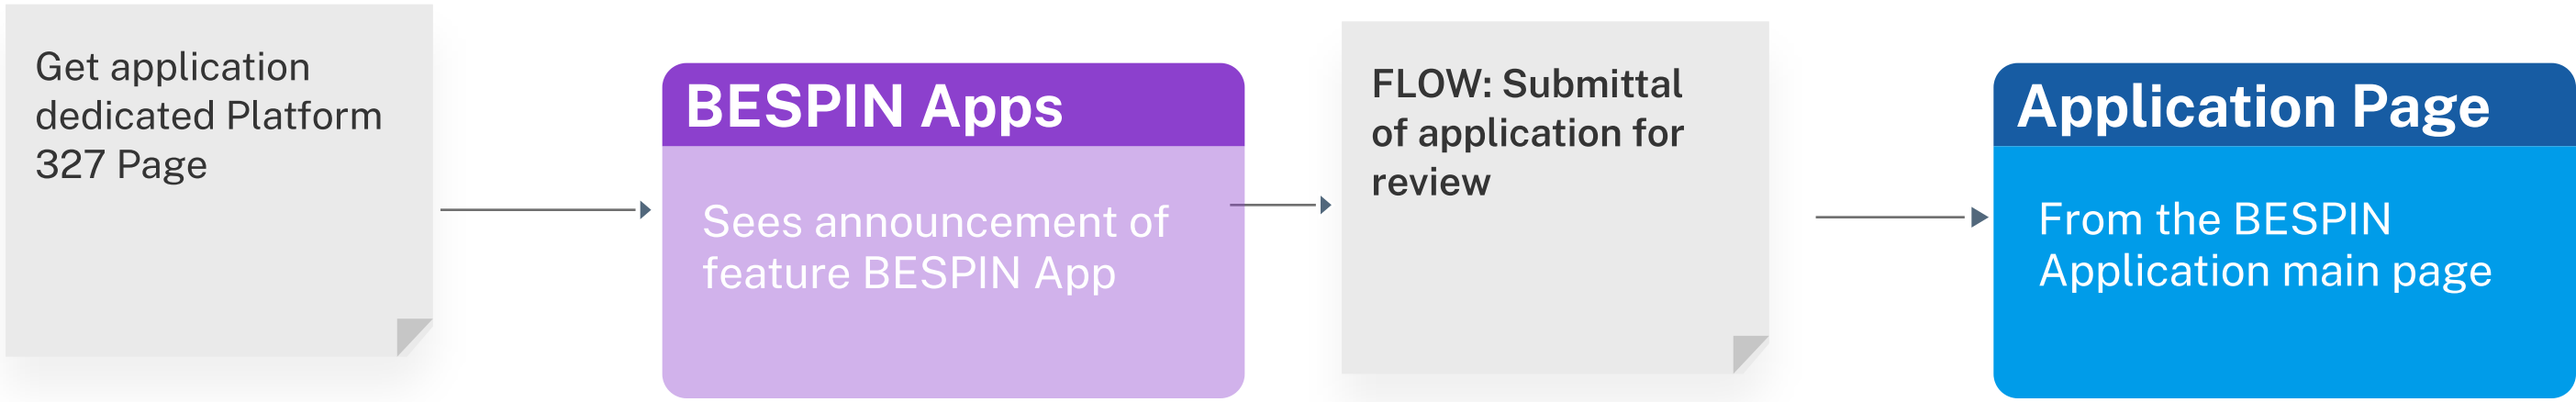 Get application
dedicated Platform
327 Page
BESPIN Apps
Sees announcement of
feature BESPIN App
FLOW: Submittal
of application for
review
Application Page
From the BESPIN
Application main page